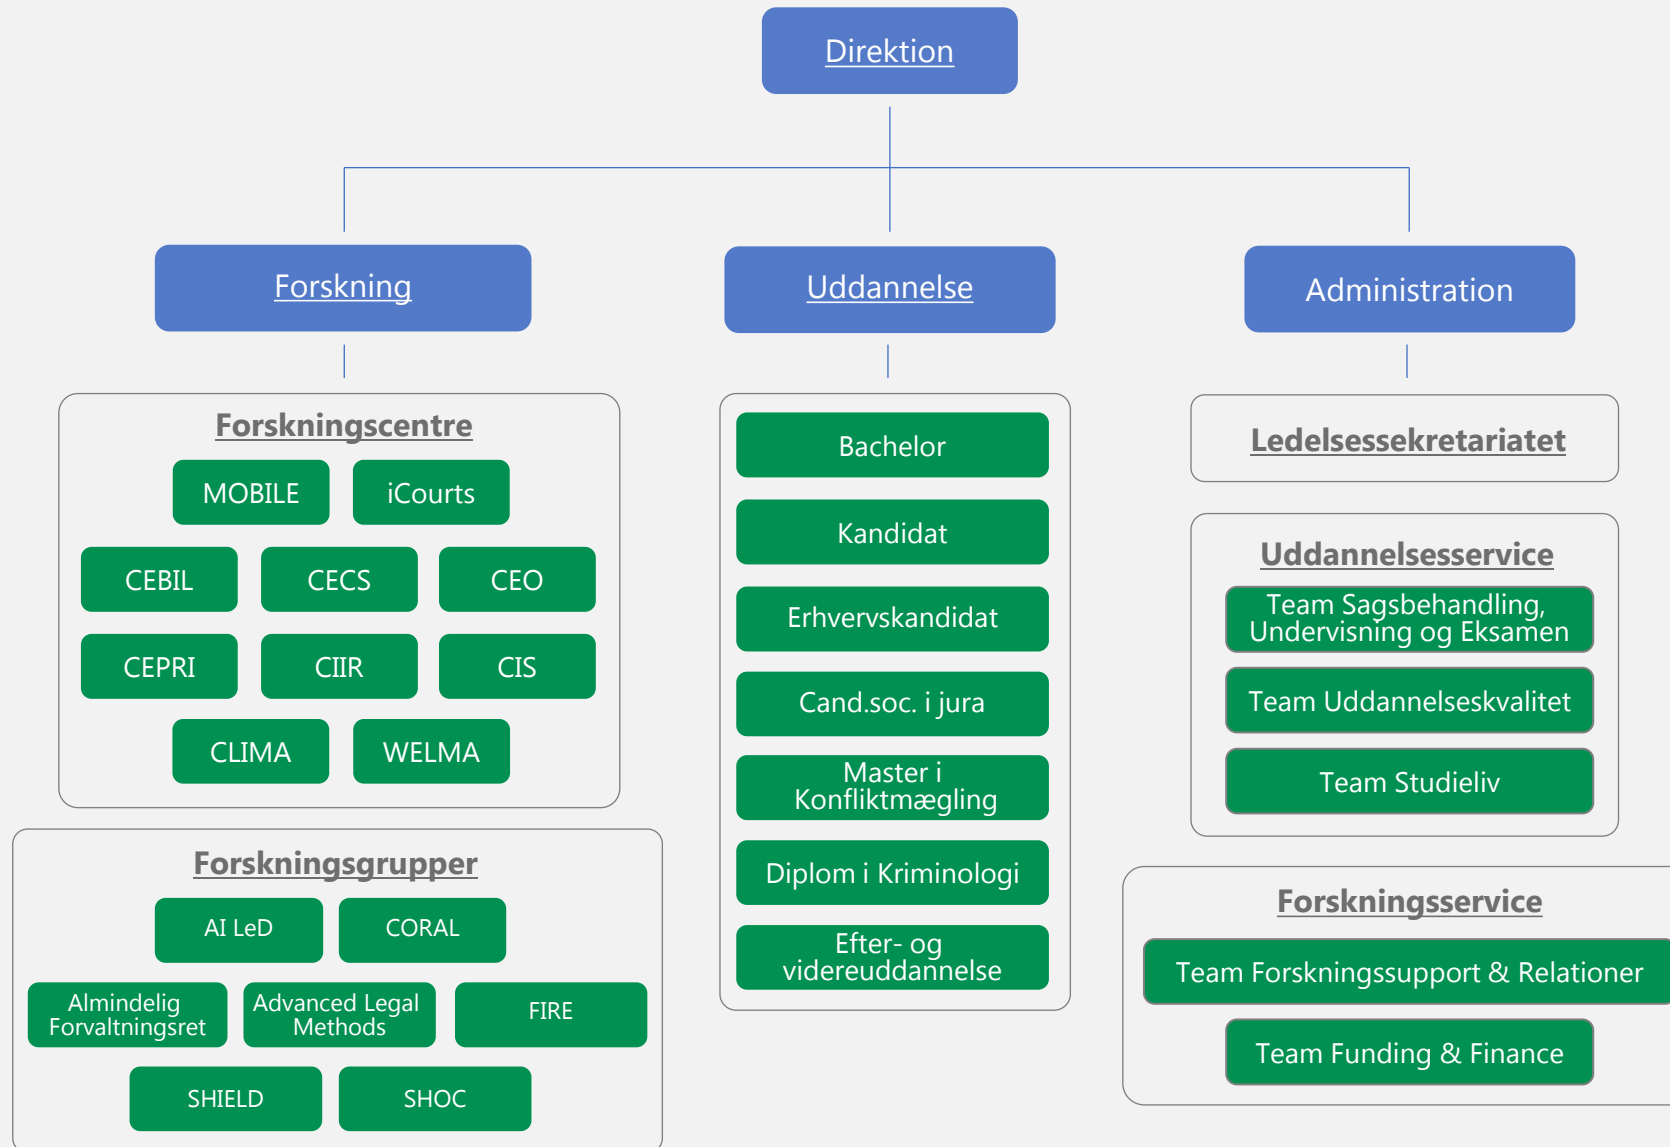 Direktion
Forskning
Uddannelse
Administration
Forskningscentre
MOBILE
iCourts
CEBIL
CECS
CEO
CEPRI
CIIR
CIS
CLIMA
WELMA
Forskningsgrupper
AI LeD
CORAL
Almindelig
Forvaltningsret
Advanced Legal
Methods
FIRE
SHIELD
SHOC
Bachelor
Kandidat
Erhvervskandidat
Cand.soc. i jura
Master i
Konfliktmægling
Diplom i Kriminologi
Efter- og
videreuddannelse
Ledelsessekretariatet
Uddannelsesservice
Team Sagsbehandling,
Undervisning og Eksamen
Team Uddannelseskvalitet
Team Studieliv
Forskningsservice
Team Forskningssupport & Relationer
Team Funding & Finance